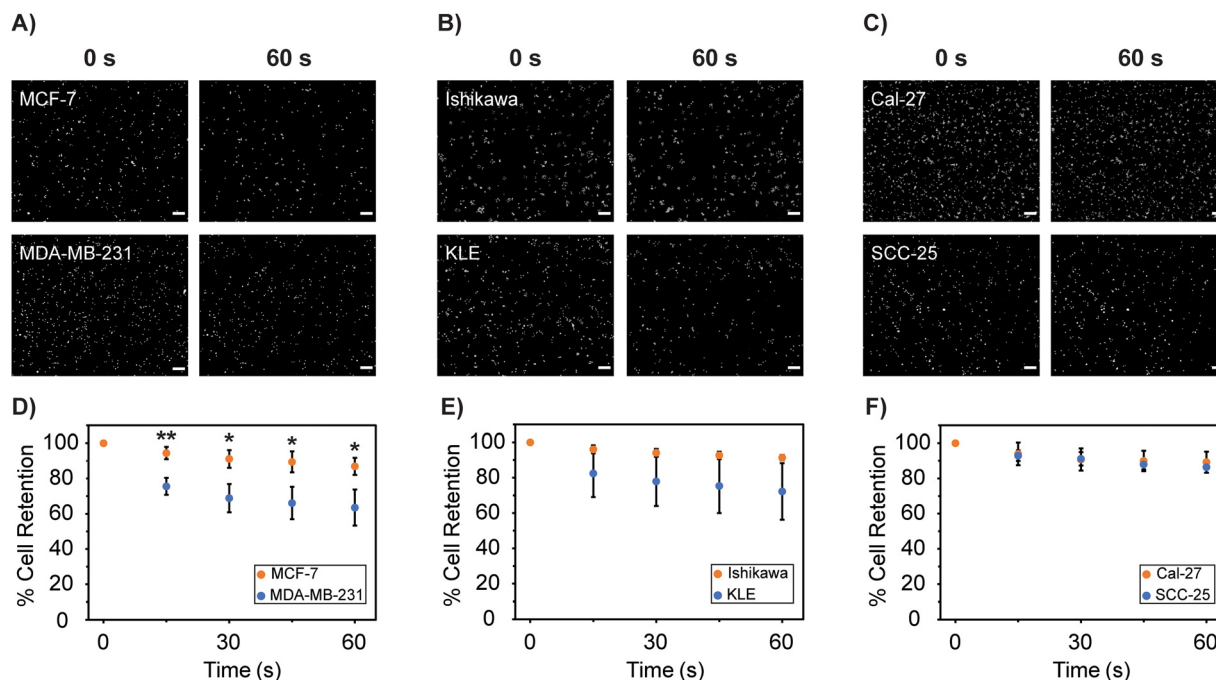 A)
0 s
60 s
MCF-7
MDA-MB-231
B)
0 s
60 s
Ishikawa
KLE
C)
0 s
60 s
Cal-27
SCC-25
D)
% Cell Retention
100
80
60
40
20
0
**
*
*
*
MCF-7
MDA-MB-231
0
30
60
Time (s)
E)
% Cell Retention
100
80
60
40
20
0
Ishikawa
KLE
0
30
60
Time (s)
F)
% Cell Retention
100
80
60
40
20
0
Cal-27
SCC-25
0
30
60
Time (s)